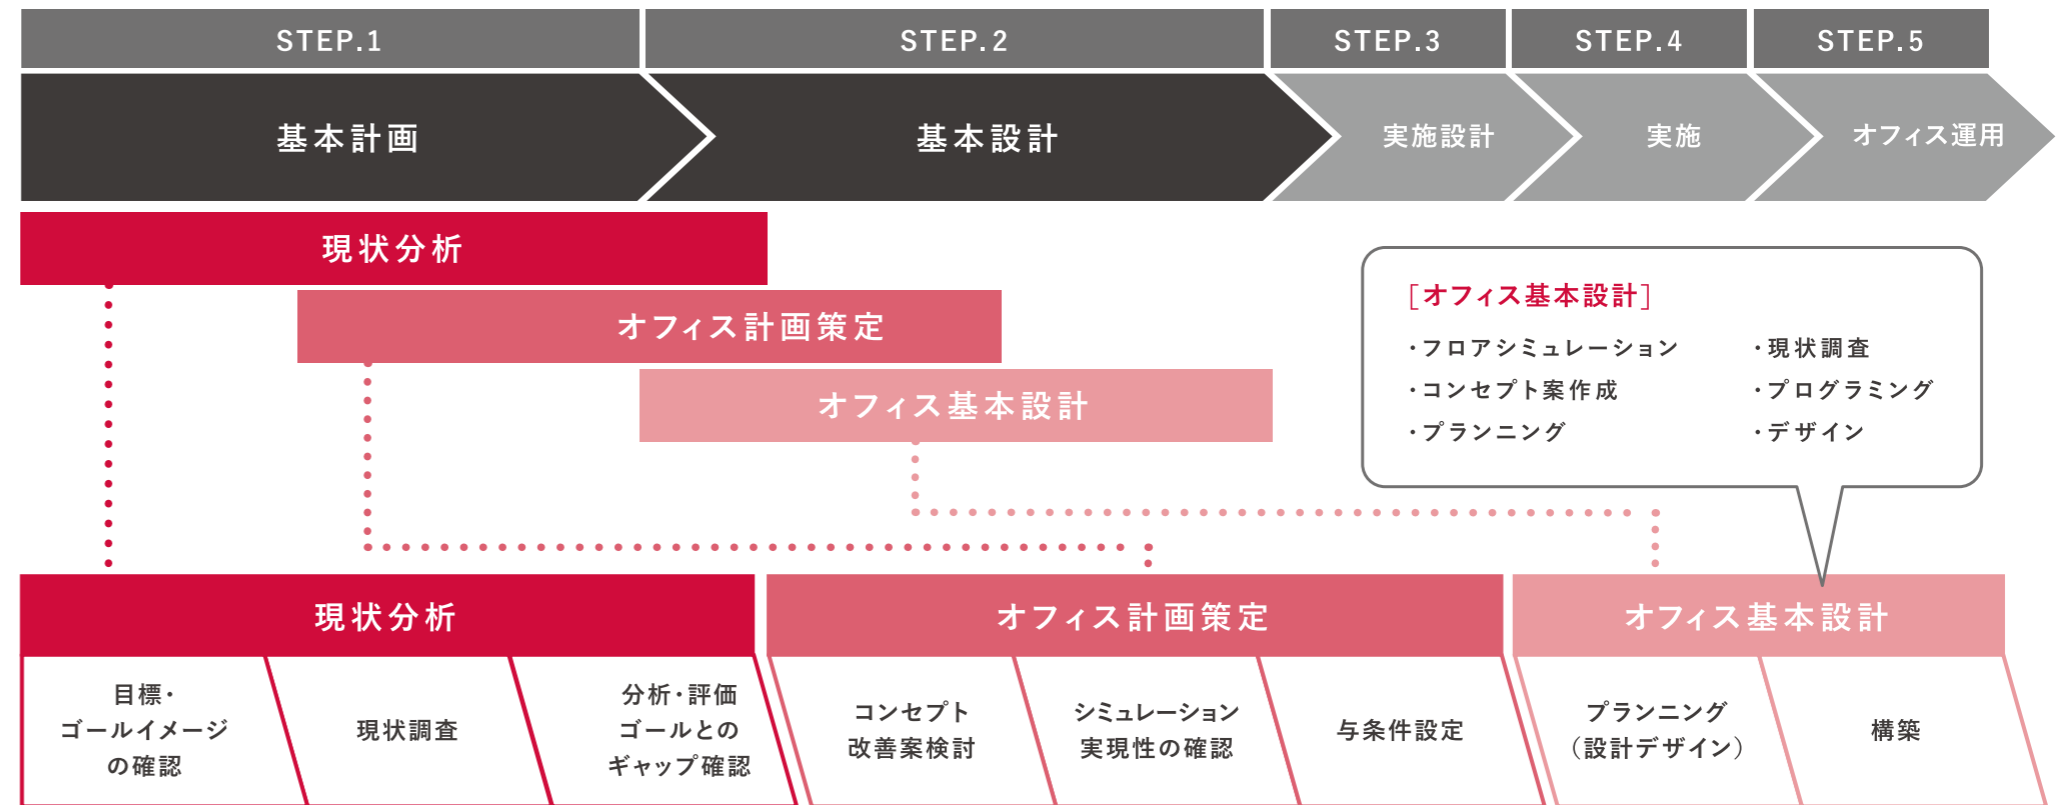 STEP.1
STEP.2
STEP.3
STEP.4
STEP.5
基本計画
基本設計
実施設計
実施
オフィス運用
現状分析
オフィス計画策定
オフィス基本設計
[オフィス基本設計]
・フロアシミュレーション
・現状調査
・コンセプト案作成
・プログラミング
・プランニング
・デザイン
現状分析
オフィス計画策定
オフィス基本設計
目標・
ゴールイメージ
の確認
現状調査
分析・評価
ゴールとの
ギャップ確認
コンセプト
改善案検討
シミュレーション
実現性の確認
与条件設定
プランニング
（設計デザイン）
構築